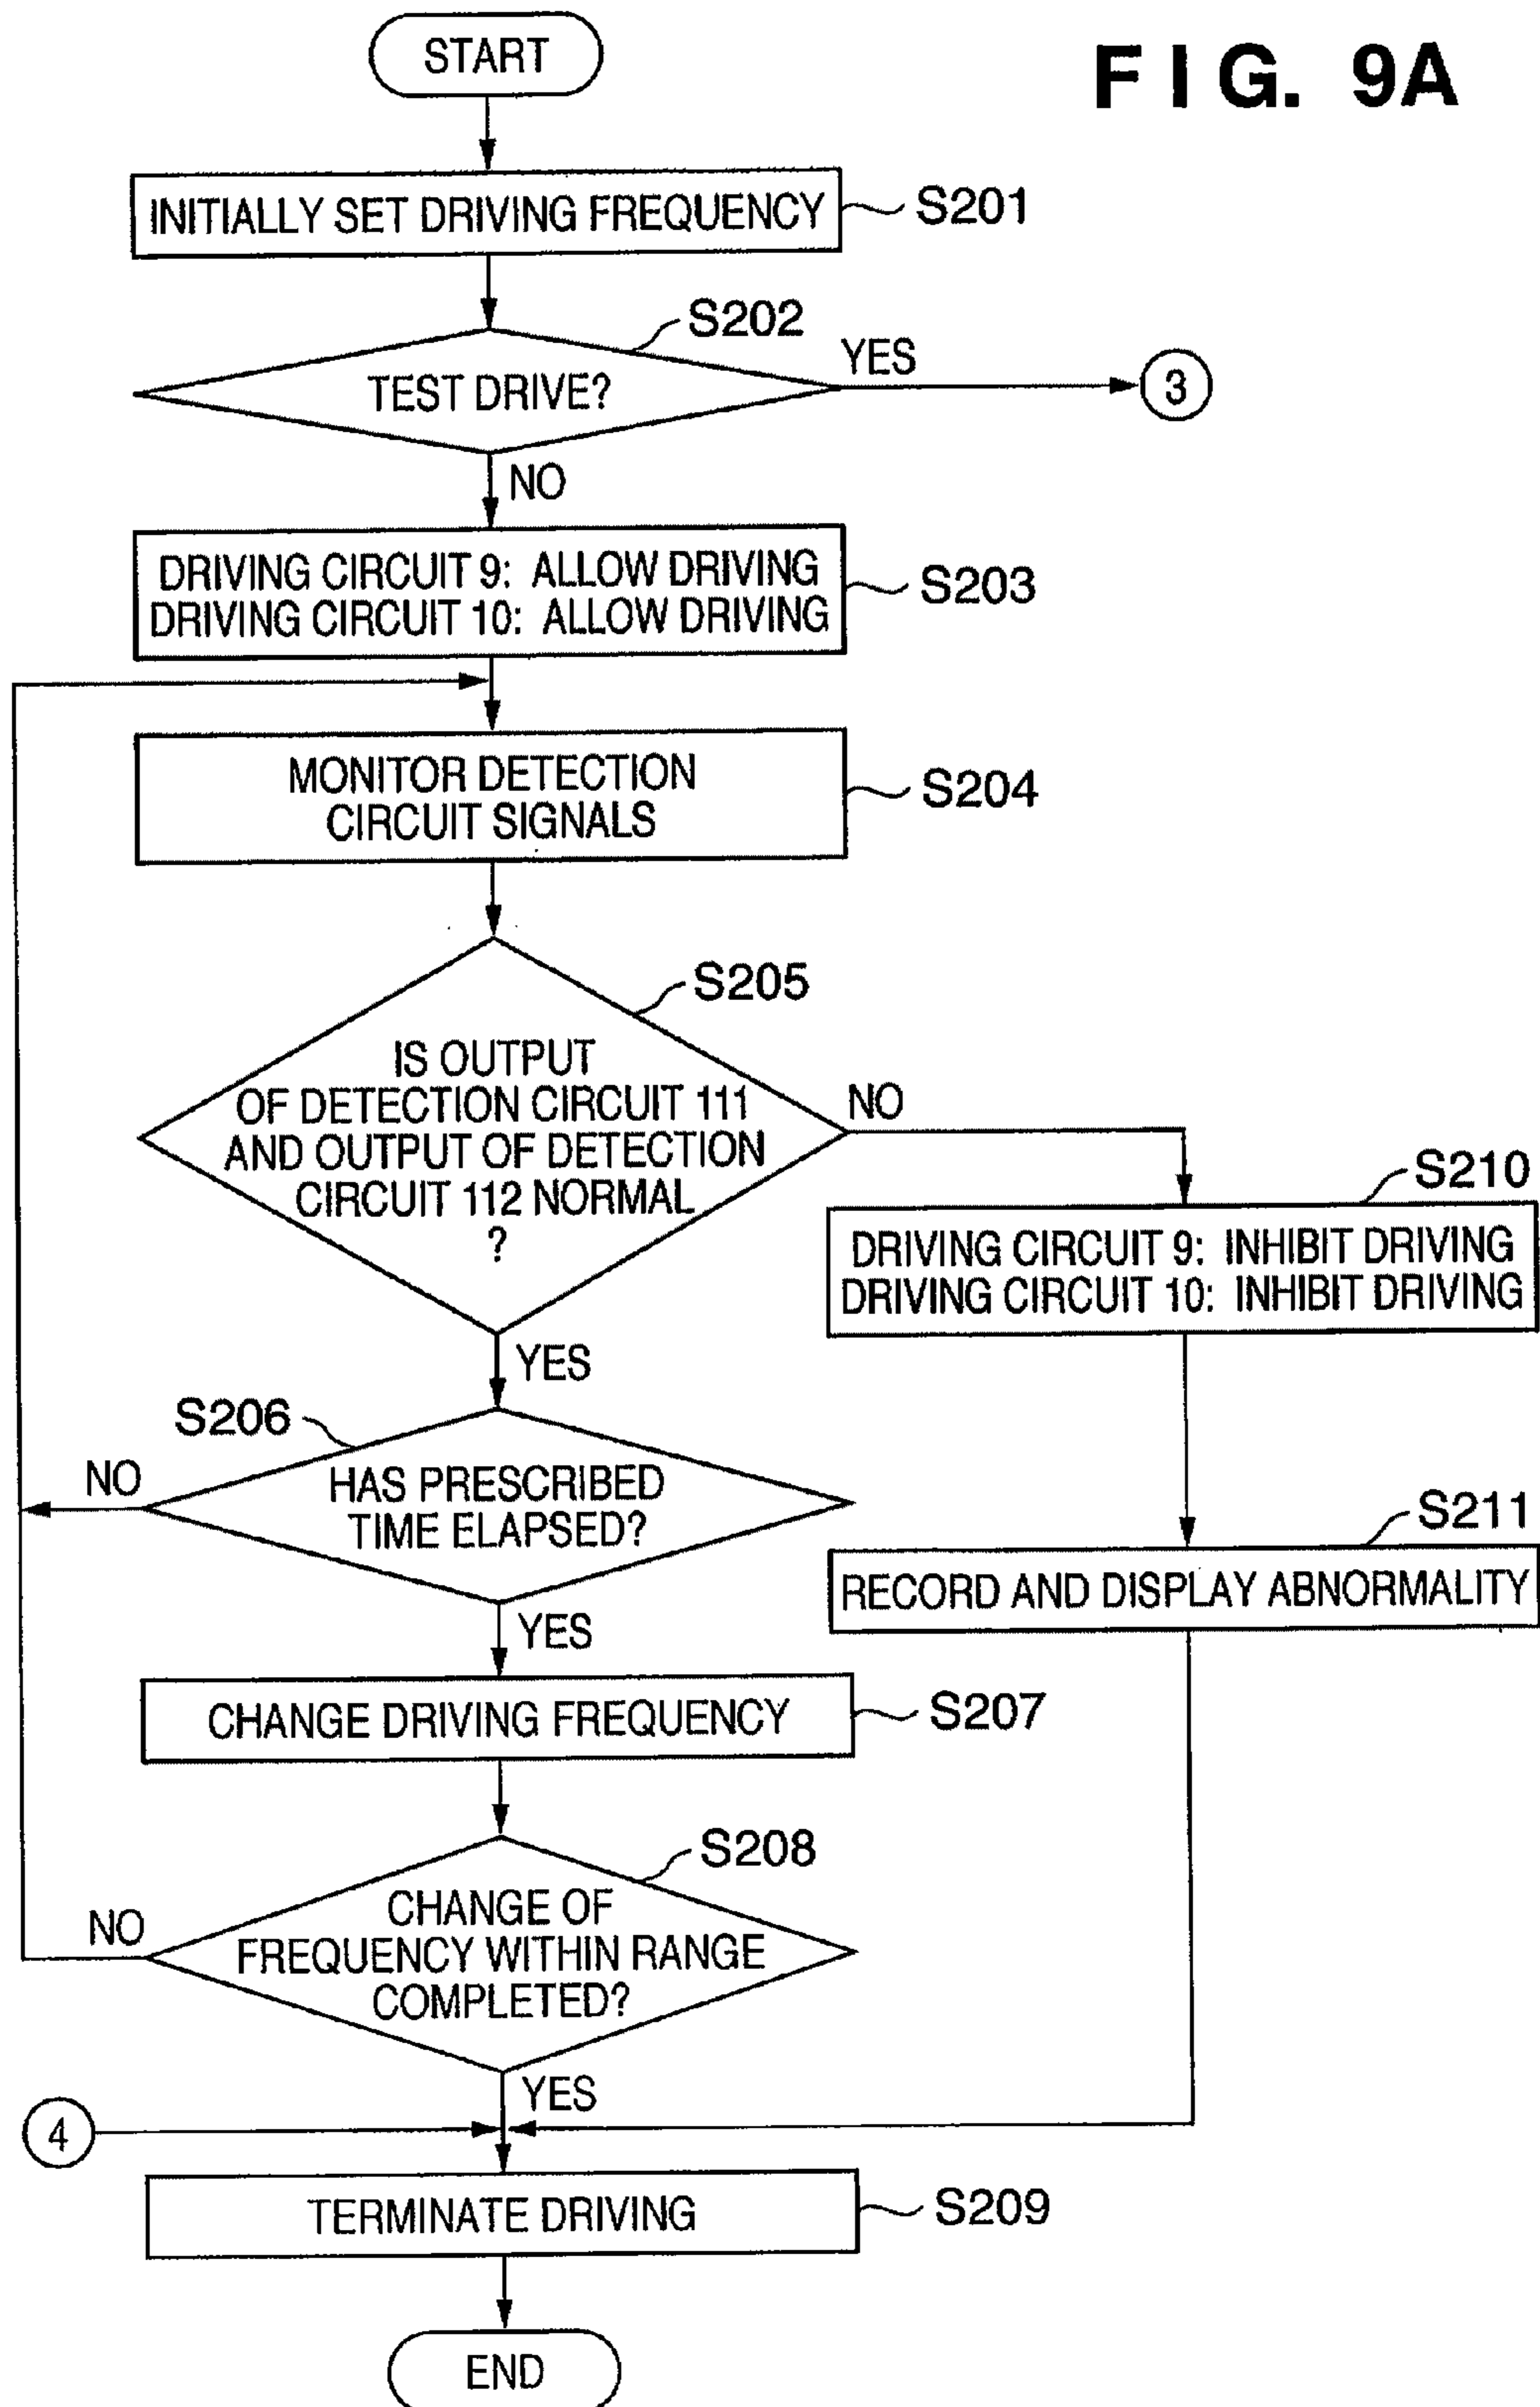 FIG. 9A
START
INITIALLY SET DRIVING FREQUENCY
S201
S202
TEST DRIVE?
YES
3
NO
DRIVING CIRCUIT 9: ALLOW DRIVING
DRIVING CIRCUIT 10: ALLOW DRIVING
S203
MONITOR DETECTION
CIRCUIT SIGNALS
S204
S205
IS OUTPUT
OF DETECTION CIRCUIT 111
AND OUTPUT OF DETECTION
CIRCUIT 112 NORMAL
?
NO
S210
DRIVING CIRCUIT 9: INHIBIT DRIVING
DRIVING CIRCUIT 10: INHIBIT DRIVING
YES
S206
HAS PRESCRIBED
TIME ELAPSED?
NO
S211
RECORD AND DISPLAY ABNORMALITY
YES
CHANGE DRIVING FREQUENCY
S207
S208
CHANGE OF
FREQUENCY WITHIN RANGE
COMPLETED?
NO
YES
4
TERMINATE DRIVING
S209
END